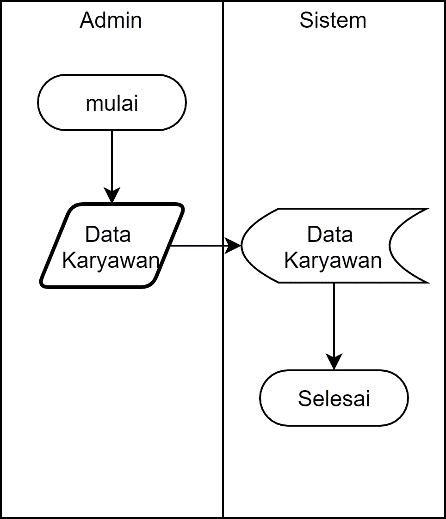 Admin
Sistem
mulai
Data
Karyawan
Data
Karyawan
Selesai